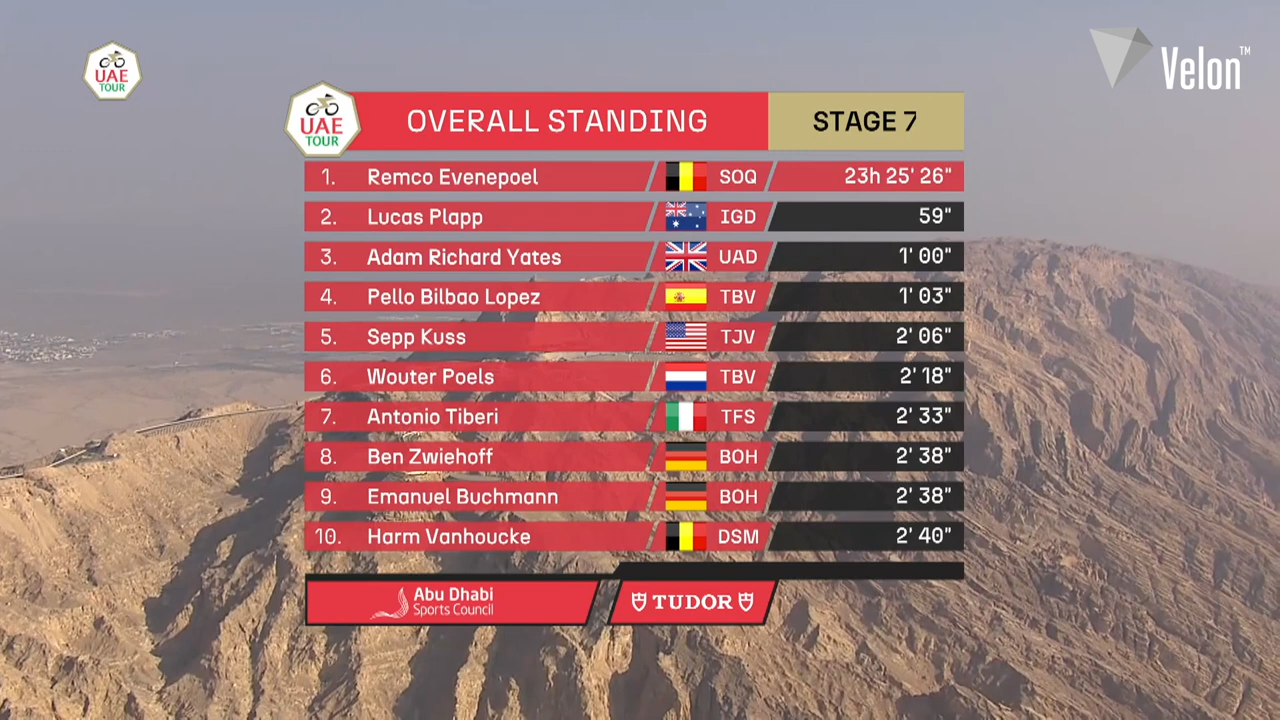 UAE
TOUR
Velon™
UAE
TOUR
OVERALL STANDING
STAGE 7
1. Remco Evenepoel SOQ 23h 25' 26"
2. Lucas Plapp IGD 59"
3. Adam Richard Yates UAD 1' 00"
4. Pello Bilbao Lopez TBV 1' 03"
5. Sepp Kuss TJV 2' 06"
6. Wouter Poels TBV 2' 18"
7. Antonio Tiberi TFS 2' 33"
8. Ben Zwiehoff BOH 2' 38"
9. Emanuel Buchmann BOH 2' 38"
10. Harm Vanhoucke DSM 2' 40"
Abu Dhabi
Sports Council
TUDOR